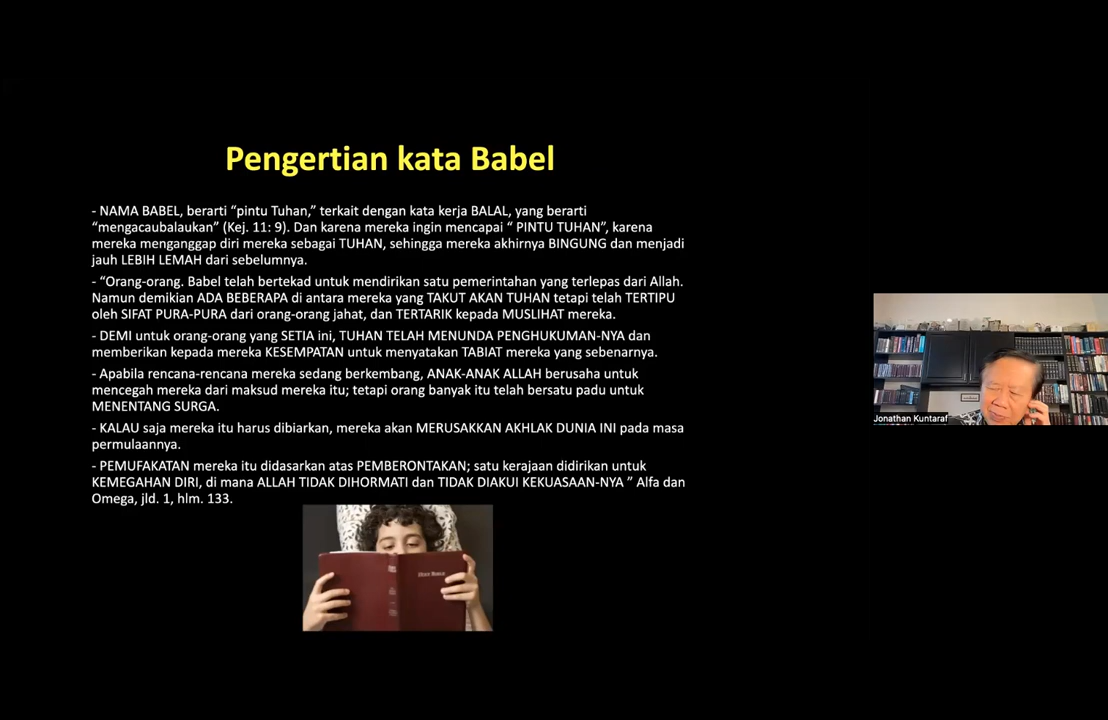 Pengertian kata Babel
- NAMA BABEL, berarti “pintu Tuhan,” terkait dengan kata kerja BALAL, yang berarti
“mengacaubalaukan” (Kej. 11: 9). Dan karena mereka ingin mencapai “ PINTU TUHAN”, karena
mereka menganggap diri mereka sebagai TUHAN, sehingga mereka akhirnya BINGUNG dan menjadi
jauh LEBIH LEMAH dari sebelumnya.
- “Orang-orang. Babel telah bertekad untuk mendirikan satu pemerintahan yang terlepas dari Allah.
Namun demikian ADA BEBERAPA di antara mereka yang TAKUT AKAN TUHAN tetapi telah TERTIPU
oleh SIFAT PURA-PURA dari orang-orang jahat, dan TERTARIK kepada MUSLIHAT mereka.
- DEMI untuk orang-orang yang SETIA ini, TUHAN TELAH MENUNDA PENGHUKUMAN-NYA dan
memberikan kepada mereka KESEMPATAN untuk menyatakan TABIAT mereka yang sebenarnya.
- Apabila rencana-rencana mereka sedang berkembang, ANAK-ANAK ALLAH berusaha untuk
mencegah mereka dari maksud mereka itu; tetapi orang banyak itu telah bersatu padu untuk
MENENTANG SURGA.
- KALAU saja mereka itu harus dibiarkan, mereka akan MERUSAKKAN AKHLAK DUNIA INI pada masa
permulaannya.
- PEMUFAKATAN mereka itu didasarkan atas PEMBERONTAKAN; satu kerajaan didirikan untuk
KEMEGAHAN DIRI, di mana ALLAH TIDAK DIHORMATI dan TIDAK DIAKUI KEKUASAAN-NYA ” Alfa dan
Omega, jld. 1, hlm. 133.
HOLY BIBLE
Jonathan Kuntaraf